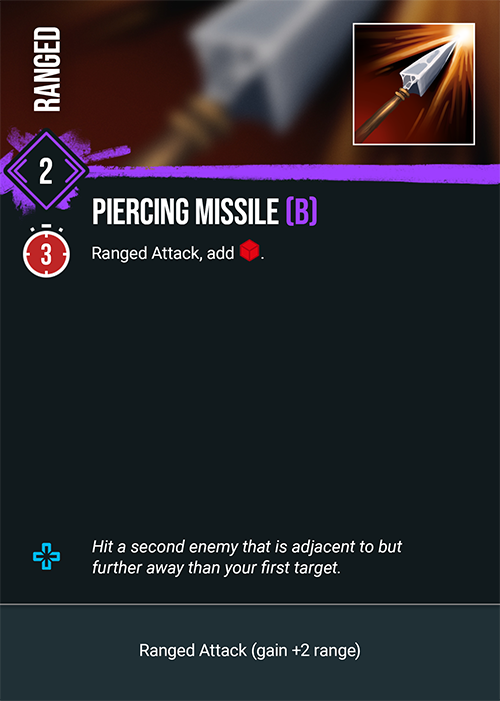 RANGED
2
PIERCING MISSILE (B)
3
Ranged Attack, add .
Hit a second enemy that is adjacent to but
further away than your first target.
Ranged Attack (gain +2 range)